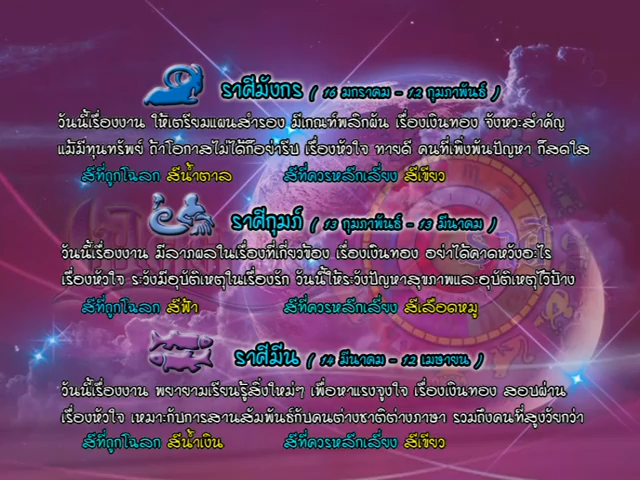 ราศีมังกร ( 16 มกราคม - 12 กุมภาพันธ์ )
วันนี้เรื่องงาน ให้เตรียมแผนสำรอง มีเกณฑ์พลิกผัน เรื่องเงินทอง จังหวะสำคัญ
แม้มีทุนทรัพย์ ถ้าโอกาสไม่ได้ก็อย่ารีบ เรื่องหัวใจ ทายดี คนที่เพิ่งพ้นปัญหา ก็สดใส
สีที่ถูกโฉลก สีน้ำตาล สีที่ควรหลีกเลี่ยง สีเขียว
ราศีกุมภ์ ( 13 กุมภาพันธ์ - 13 มีนาคม )
วันนี้เรื่องงาน มีลาภผลในเรื่องที่เกี่ยวข้อง เรื่องเงินทอง อย่าได้คาดหวังอะไร
เรื่องหัวใจ ระวังมีอุบัติเหตุในเรื่องรัก วันนี้ให้ระวังปัญหาสุขภาพและอุบัติเหตุไว้บ้าง
สีที่ถูกโฉลก สีฟ้า สีที่ควรหลีกเลี่ยง สีเลือดหมู
ราศีมีน ( 14 มีนาคม - 12 เมษายน )
วันนี้เรื่องงาน พยายามเรียนรู้สิ่งใหม่ๆ เพื่อหาแรงจูงใจ เรื่องเงินทอง สอบผ่าน
เรื่องหัวใจ เหมาะกับการสานสัมพันธ์กับคนต่างชาติต่างภาษา รวมถึงคนที่สูงวัยกว่า
สีที่ถูกโฉลก สีน้ำเงิน สีที่ควรหลีกเลี่ยง สีเขียว